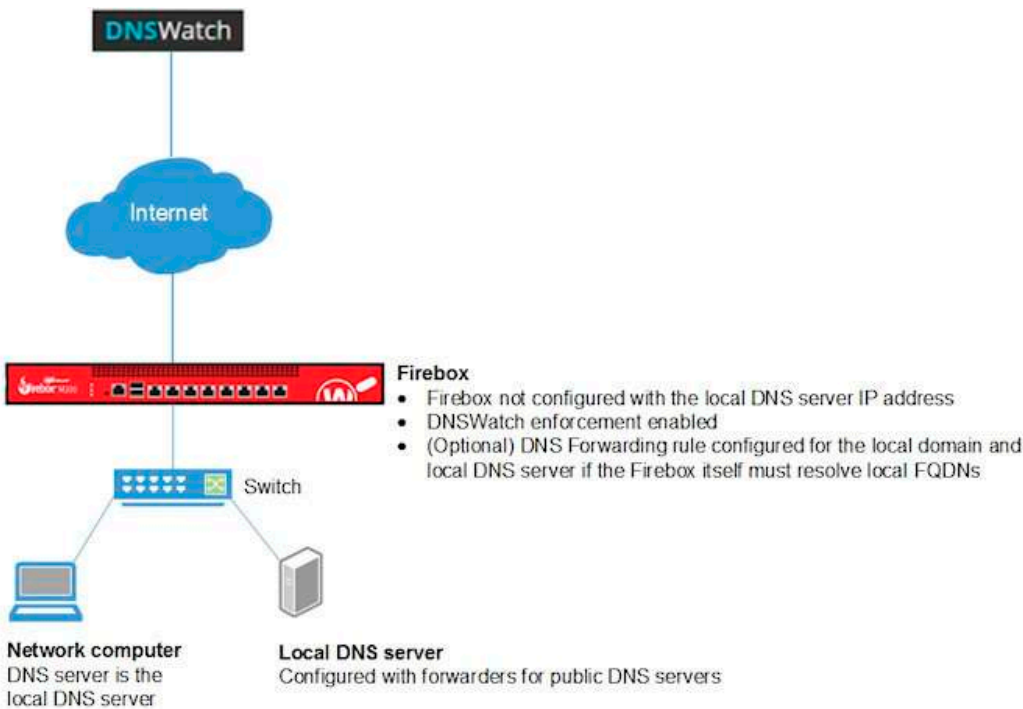 DNSWatch
Internet
Firebox
Firebox
• Firebox not configured with the local DNS server IP address
• DNSWatch enforcement enabled
• (Optional) DNS Forwarding rule configured for the local domain and
local DNS server if the Firebox itself must resolve local FQDNs
Switch
Network computer
DNS server is the
local DNS server
Local DNS server
Configured with forwarders for public DNS servers